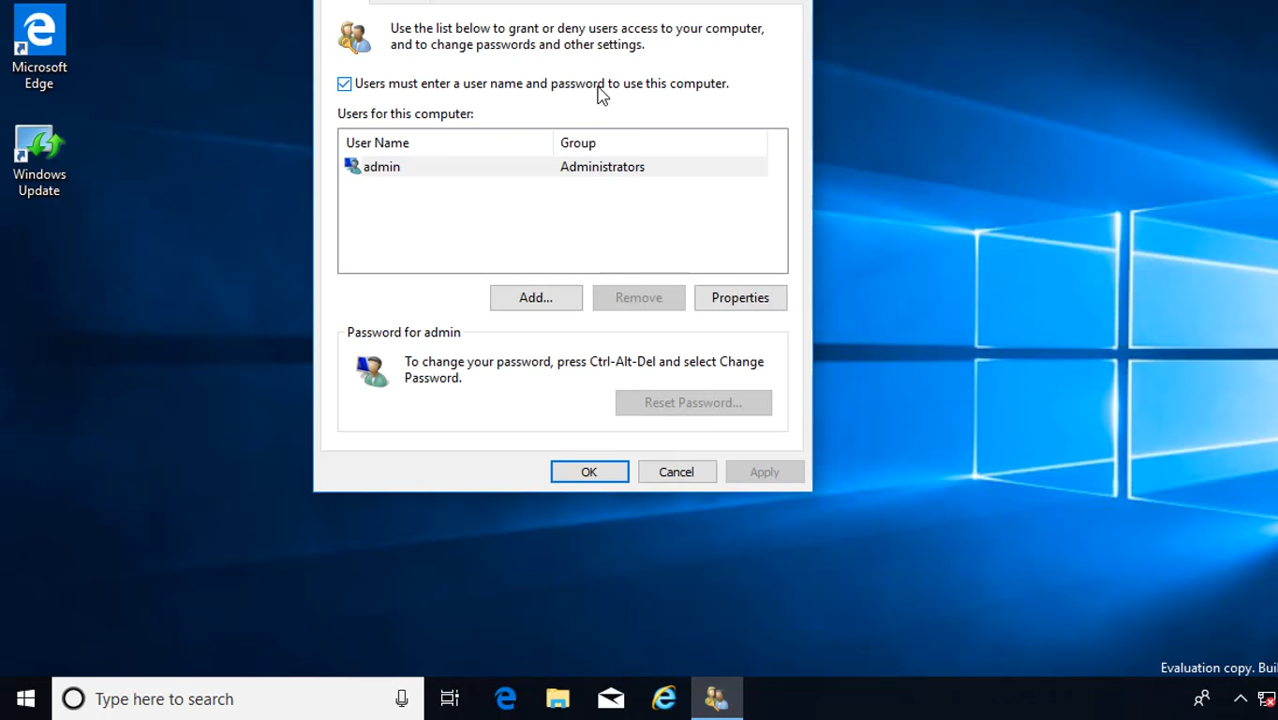 Microsoft
Edge
Windows
Update
Use the list below to grant or deny users access to your computer,
and to change passwords and other settings.
Users must enter a user name and password to use this computer.
Users for this computer:
User Name Group
admin Administrators
Add... Remove Properties
Password for admin
To change your password, press Ctrl-Alt-Del and select Change
Password.
Reset Password...
OK Cancel Apply
Evaluation copy. Bui
Type here to search